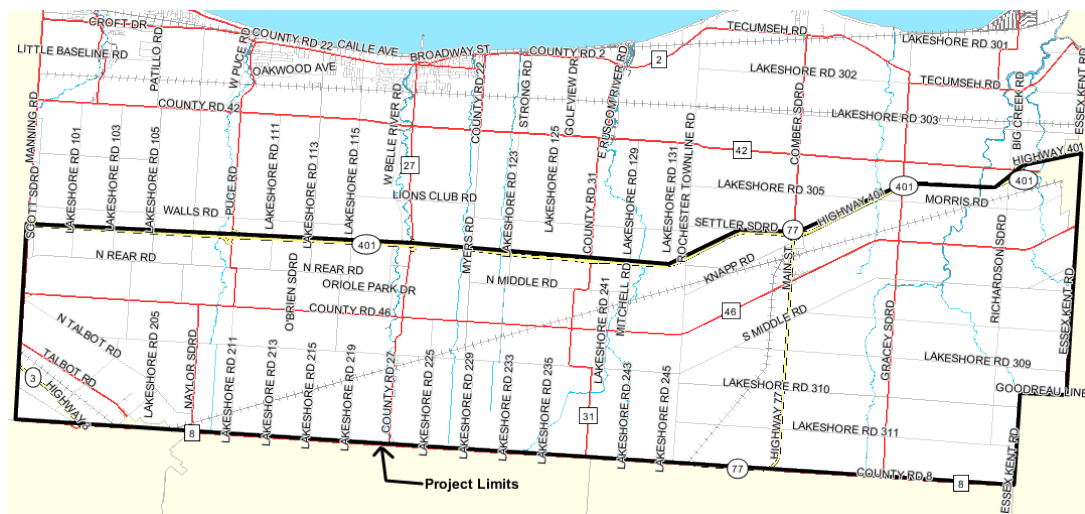 CROFT DR
COUNTY RD 22
CAILLE AVE
BROADWAY ST
COUNTY RD 2
2
TECUMSEH RD
LAKESHORE RD 301
LITTLE BASELINE RD
PATILLO RD
W PUCE RD
OAKWOOD AVE
COUNTY RD 22
STRONG RD
GOLFVIEW DR
E RUSCOM RIVER RD
LAKESHORE RD 302
TECUMSEH RD
BIG CREEK RD
ESSEX KENT RD
MANNING RD
COUNTY RD 42
W BELLE RIVER RD
COMBER SDRD
LAKESHORE RD 303
LAKESHORE RD 101
LAKESHORE RD 103
LAKESHORE RD 105
LAKESHORE RD 111
LAKESHORE RD 113
LAKESHORE RD 115
27
LAKESHORE RD 123
LAKESHORE RD 125
LAKESHORE RD 129
LAKESHORE RD 131
42
HIGHWAY 401
401
SCOTT SDRD
WALLS RD
PUCE RD
LIONS CLUB RD
MYERS RD
COUNTY RD 31
ROCHESTER TOWNLINE RD
LAKESHORE RD 305
HIGHWAY 401
401
MORRIS RD
401
SETTLER SDRD
77
N REAR RD
O'BRIEN SDRD
N REAR RD
ORIOLE PARK DR
N MIDDLE RD
LAKESHORE RD 241
MITCHELL RD
KNAPP RD
MAIN ST
RICHARDSON SDRD
ESSEX KENT RD
COUNTY RD 46
46
S MIDDLE RD
N TALBOT RD
TALBOT RD
3
HIGHWAY 3
LAKESHORE RD 205
NAYLOR SDRD
LAKESHORE RD 211
LAKESHORE RD 213
LAKESHORE RD 215
LAKESHORE RD 219
COUNTY RD 27
LAKESHORE RD 225
LAKESHORE RD 229
LAKESHORE RD 233
LAKESHORE RD 235
31
LAKESHORE RD 243
LAKESHORE RD 245
HIGHWAY 77
GRACEY SDRD
LAKESHORE RD 309
LAKESHORE RD 310
GOODREAU LINE
LAKESHORE RD 311
8
77
COUNTY RD 8
8
ESSEX KENT RD
Project Limits